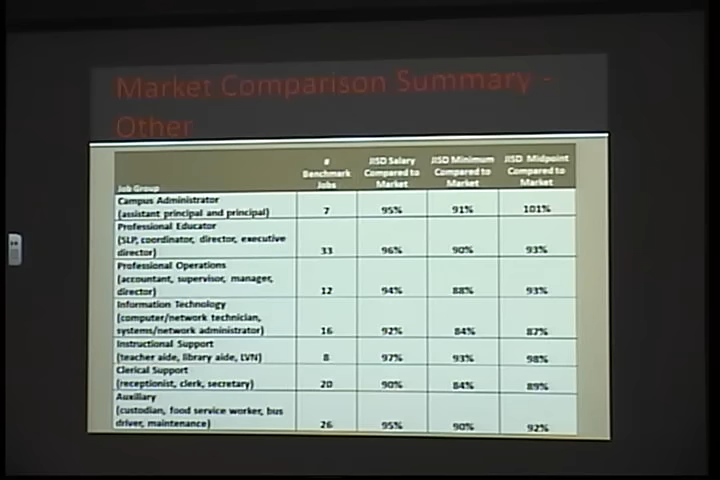 Market Comparison Summary -
Other
Job Group
#
Benchmark
Jobs
JISD Salary
Compared to
Market
JISD Minimum
Compared to
Market
JISD Midpoint
Compared to
Market
Campus Administrator
(assistant principal and principal)
7
95%
91%
101%
Professional Educator
(SLP, coordinator, director, executive
director)
33
96%
90%
93%
Professional Operations
(accountant, supervisor, manager,
director)
12
94%
88%
93%
Information Technology
(computer/network technician,
systems/network administrator)
16
92%
84%
87%
Instructional Support
(teacher aide, library aide, LVN)
8
97%
93%
98%
Clerical Support
(receptionist, clerk, secretary)
20
90%
84%
89%
Auxiliary
(custodian, food service worker, bus
driver, maintenance)
26
95%
90%
92%